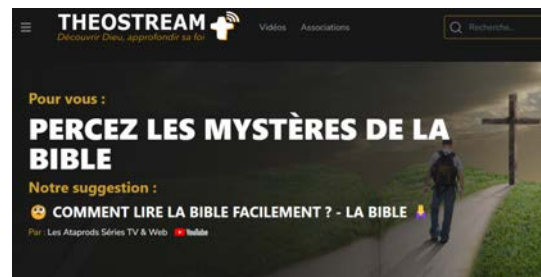 THEOSTREAM
Découvrir Dieu, approfondir sa foi
Vidéos Associations
Recherche...
Pour vous :
PERCEZ LES MYSTÈRES DE LA
BIBLE
Notre suggestion :
COMMENT LIRE LA BIBLE FACILEMENT ? - LA BIBLE
Par : Les Ataprods Séries TV & Web YouTube